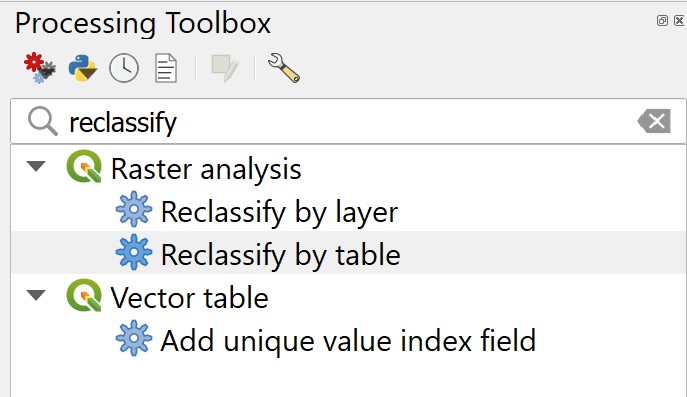 Processing Toolbox
reclassify
Raster analysis
Reclassify by layer
Reclassify by table
Vector table
Add unique value index field